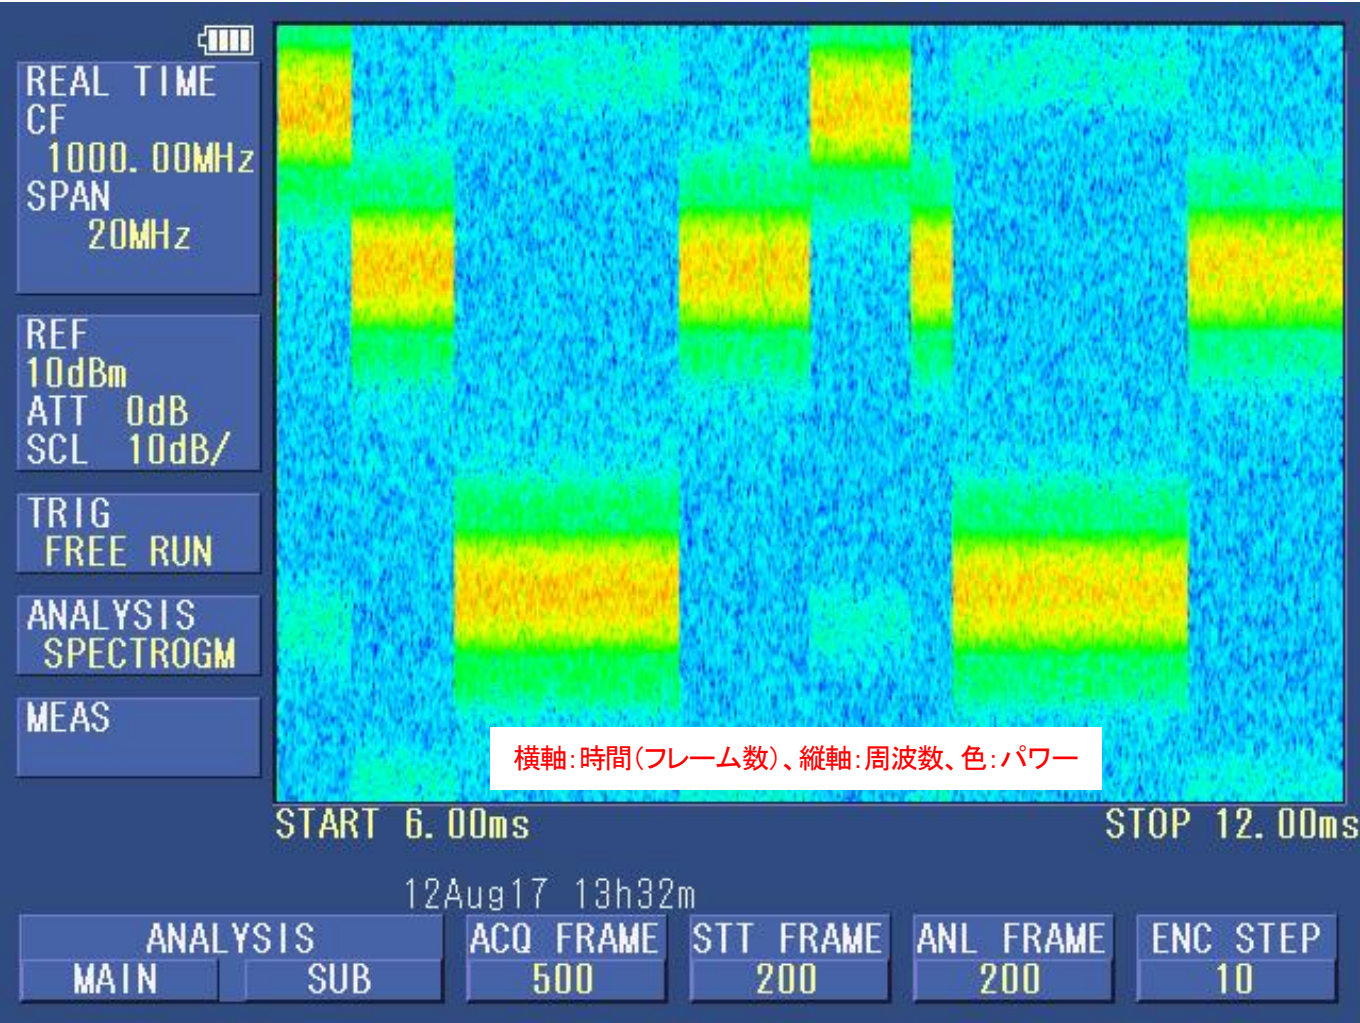 REAL TIME
CF
1000.00MHz
SPAN
20MHz
REF
10dBm
ATT 0dB
SCL 10dB/
TRIG
FREE RUN
ANALYSIS
SPECTROGM
MEAS
横軸:時間(フレーム数)、縦軸:周波数、色:パワー
START 6.00ms
STOP 12.00ms
12Aug17 13h32m
ANALYSIS
MAIN SUB
ACQ FRAME
500
STT FRAME
200
ANL FRAME
200
ENC STEP
10